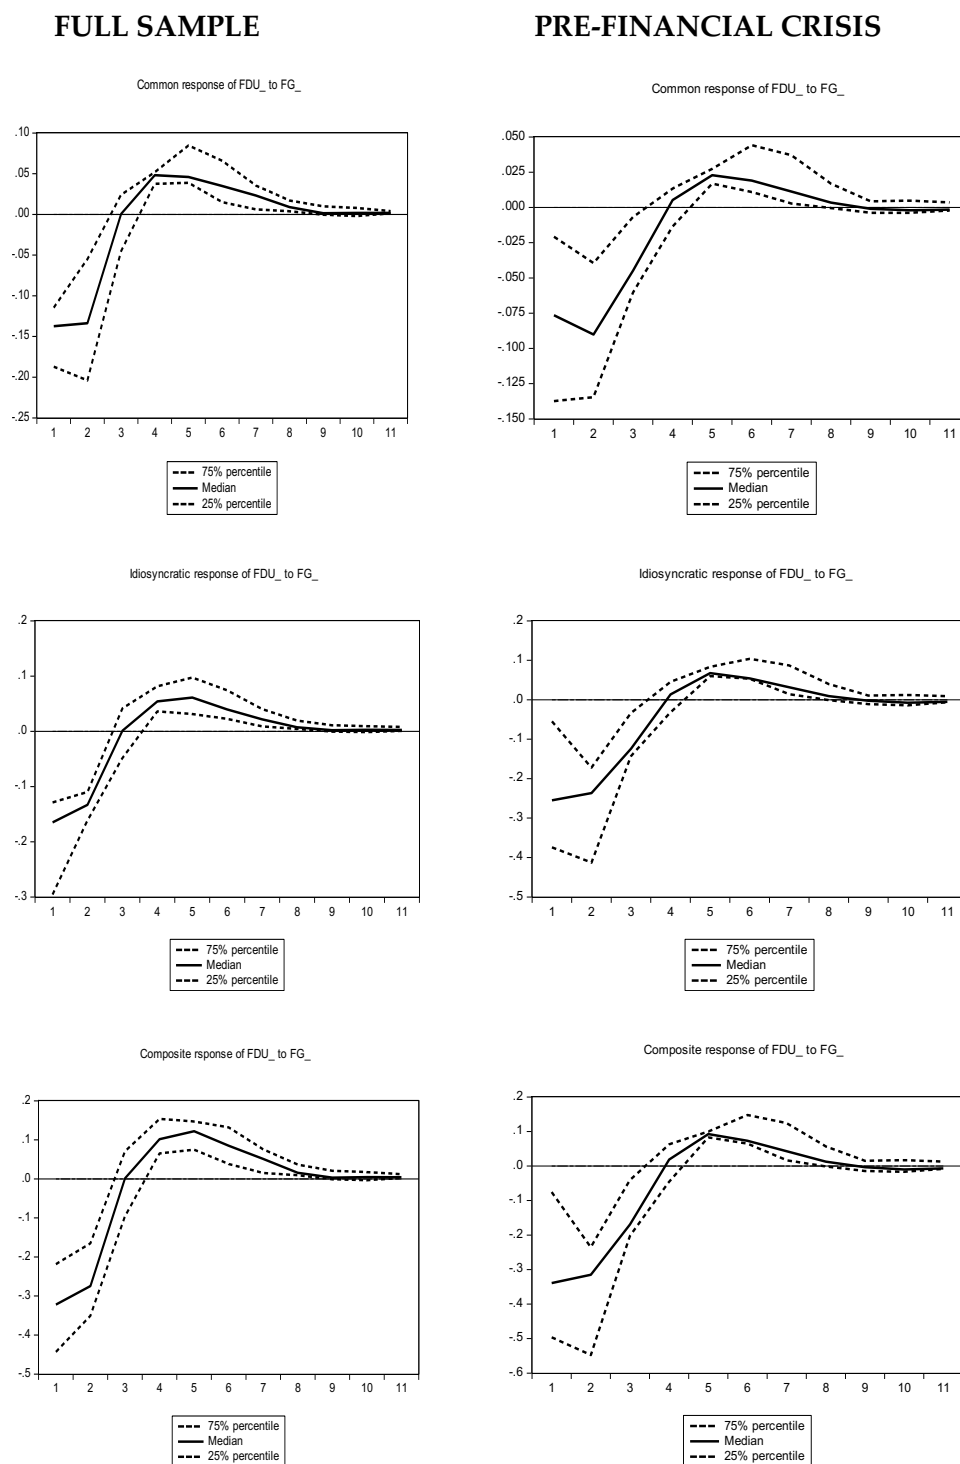 FULL SAMPLE
PRE-FINANCIAL CRISIS
Common response of FDU_ to FG_
.10
.05
.00
-.05
-.10
-.15
-.20
-.25
1 2 3 4 5 6 7 8 9 10 11
75% percentile
Median
25% percentile
Common response of FDU_ to FG_
.050
.025
.000
-.025
-.050
-.075
-.100
-.125
-.150
1 2 3 4 5 6 7 8 9 10 11
75% percentile
Median
25% percentile
Idiosyncratic response of FDU_ to FG_
.2
.1
.0
-.1
-.2
-.3
1 2 3 4 5 6 7 8 9 10 11
75% percentile
Median
25% percentile
Idiosyncratic response of FDU_ to FG_
.2
.1
.0
-.1
-.2
-.3
-.4
-.5
1 2 3 4 5 6 7 8 9 10 11
75% percentile
Median
25% percentile
Composite response of FDU_ to FG_
.2
.1
.0
-.1
-.2
-.3
-.4
-.5
1 2 3 4 5 6 7 8 9 10 11
75% percentile
Median
25% percentile
Composite response of FDU_ to FG_
.2
.1
.0
-.1
-.2
-.3
-.4
-.5
-.6
1 2 3 4 5 6 7 8 9 10 11
75% percentile
Median
25% percentile